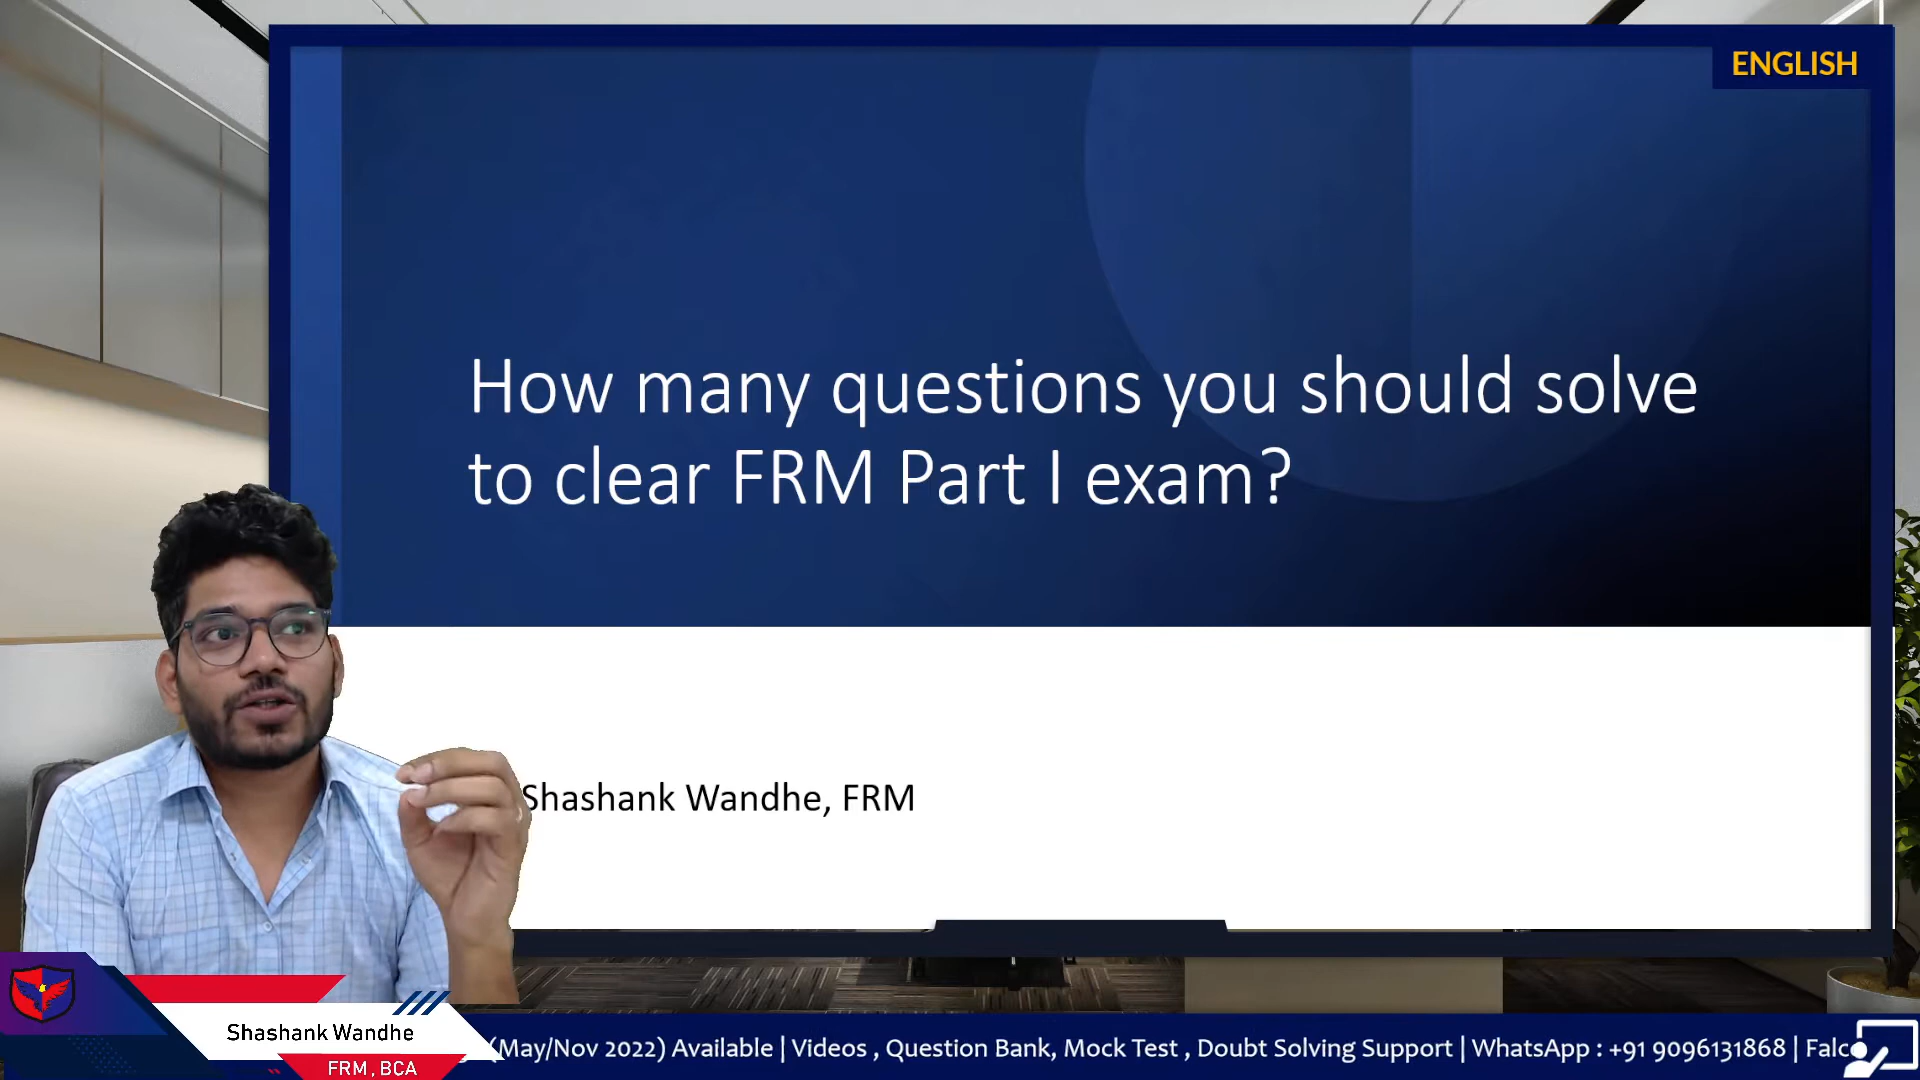 ENGLISH
How many questions you should solve
to clear FRM Part I exam?
Shashank Wandhe, FRM
Shashank Wandhe
FRM, BCA
(May/Nov 2022) Available | Videos , Question Bank, Mock Test , Doubt Solving Support | WhatsApp : +91 9096131868 |